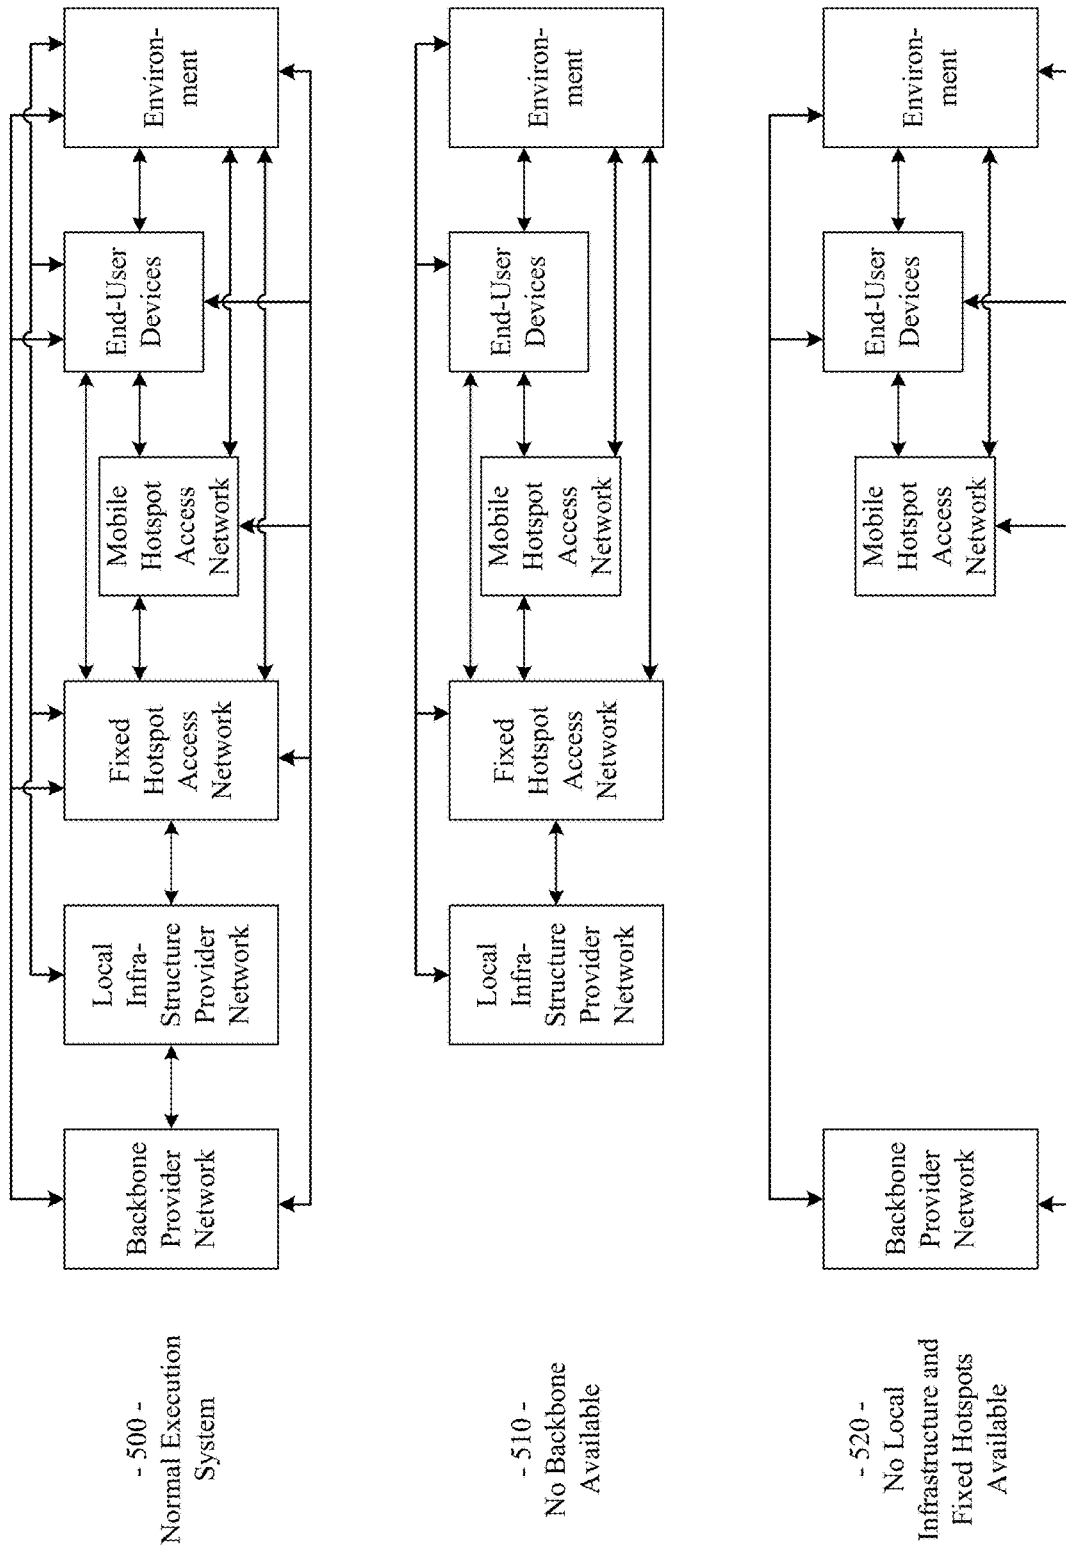 - 500 -
Normal Execution
System
Backbone
Provider
Network
Local
Infra-
Structure
Provider
Network
Fixed
Hotspot
Access
Network
Mobile
Hotspot
Access
Network
End-User
Devices
Environ-
ment
- 510 -
No Backbone
Available
Local
Infra-
Structure
Provider
Network
Fixed
Hotspot
Access
Network
Mobile
Hotspot
Access
Network
End-User
Devices
Environ-
ment
- 520 -
No Local
Infrastructure and
Fixed Hotspots
Available
Backbone
Provider
Network
Mobile
Hotspot
Access
Network
End-User
Devices
Environ-
ment